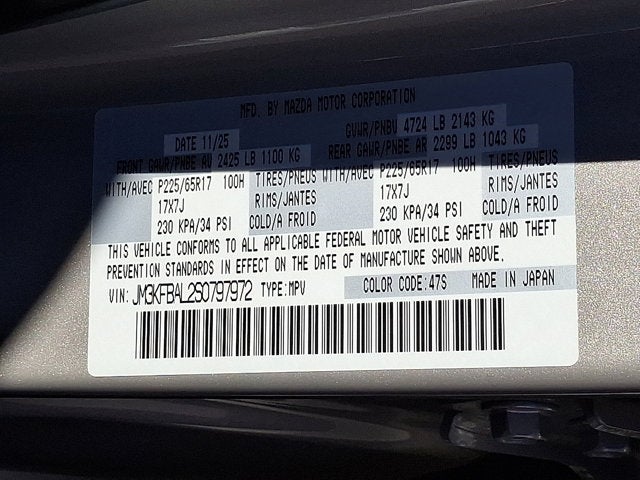 MFD. BY MAZDA MOTOR CORPORATION
DATE 11/25 GVWR/PNBV 4724 LB 2143 KG
FRONT GAWR/PNBE AV 2425 LB 1100 KG REAR GAWR/PNBE AR 2299 LB 1043 KG
WITH/AVEC P225/65R17 100H TIRES/PNEUS WITH/AVEC P225/65R17 100H TIRES/PNEUS
17X7J RIMS/JANTES 17X7J RIMS/JANTES
230 KPA/34 PSI COLD/A FROID 230 KPA/34 PSI COLD/A FROID
THIS VEHICLE CONFORMS TO ALL APPLICABLE FEDERAL MOTOR VEHICLE SAFETY AND THEFT
PREVENTION STANDARDS IN EFFECT ON THE DATE OF MANUFACTURE SHOWN ABOVE.
VIN: JM3KFBAL2S0797972 TYPE:MPV COLOR CODE:47S MADE IN JAPAN